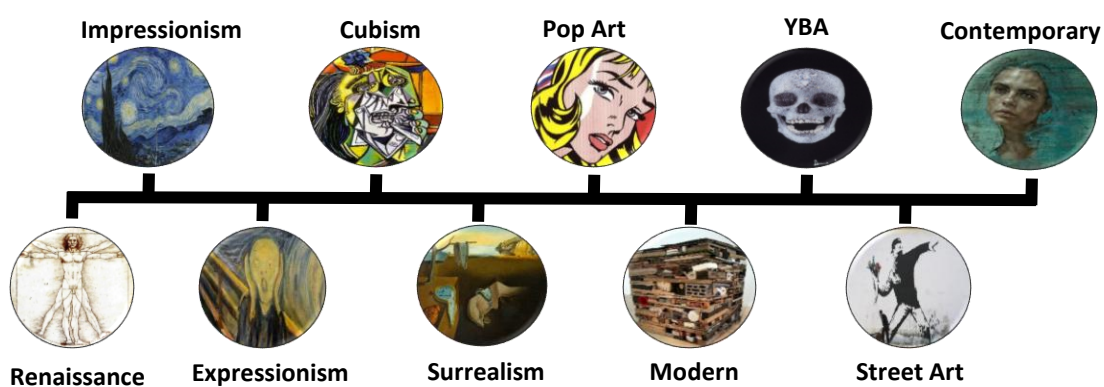 Impressionism
Cubism
Pop Art
YBA
Contemporary
Renaissance
Expressionism
Surrealism
Modern
Street Art